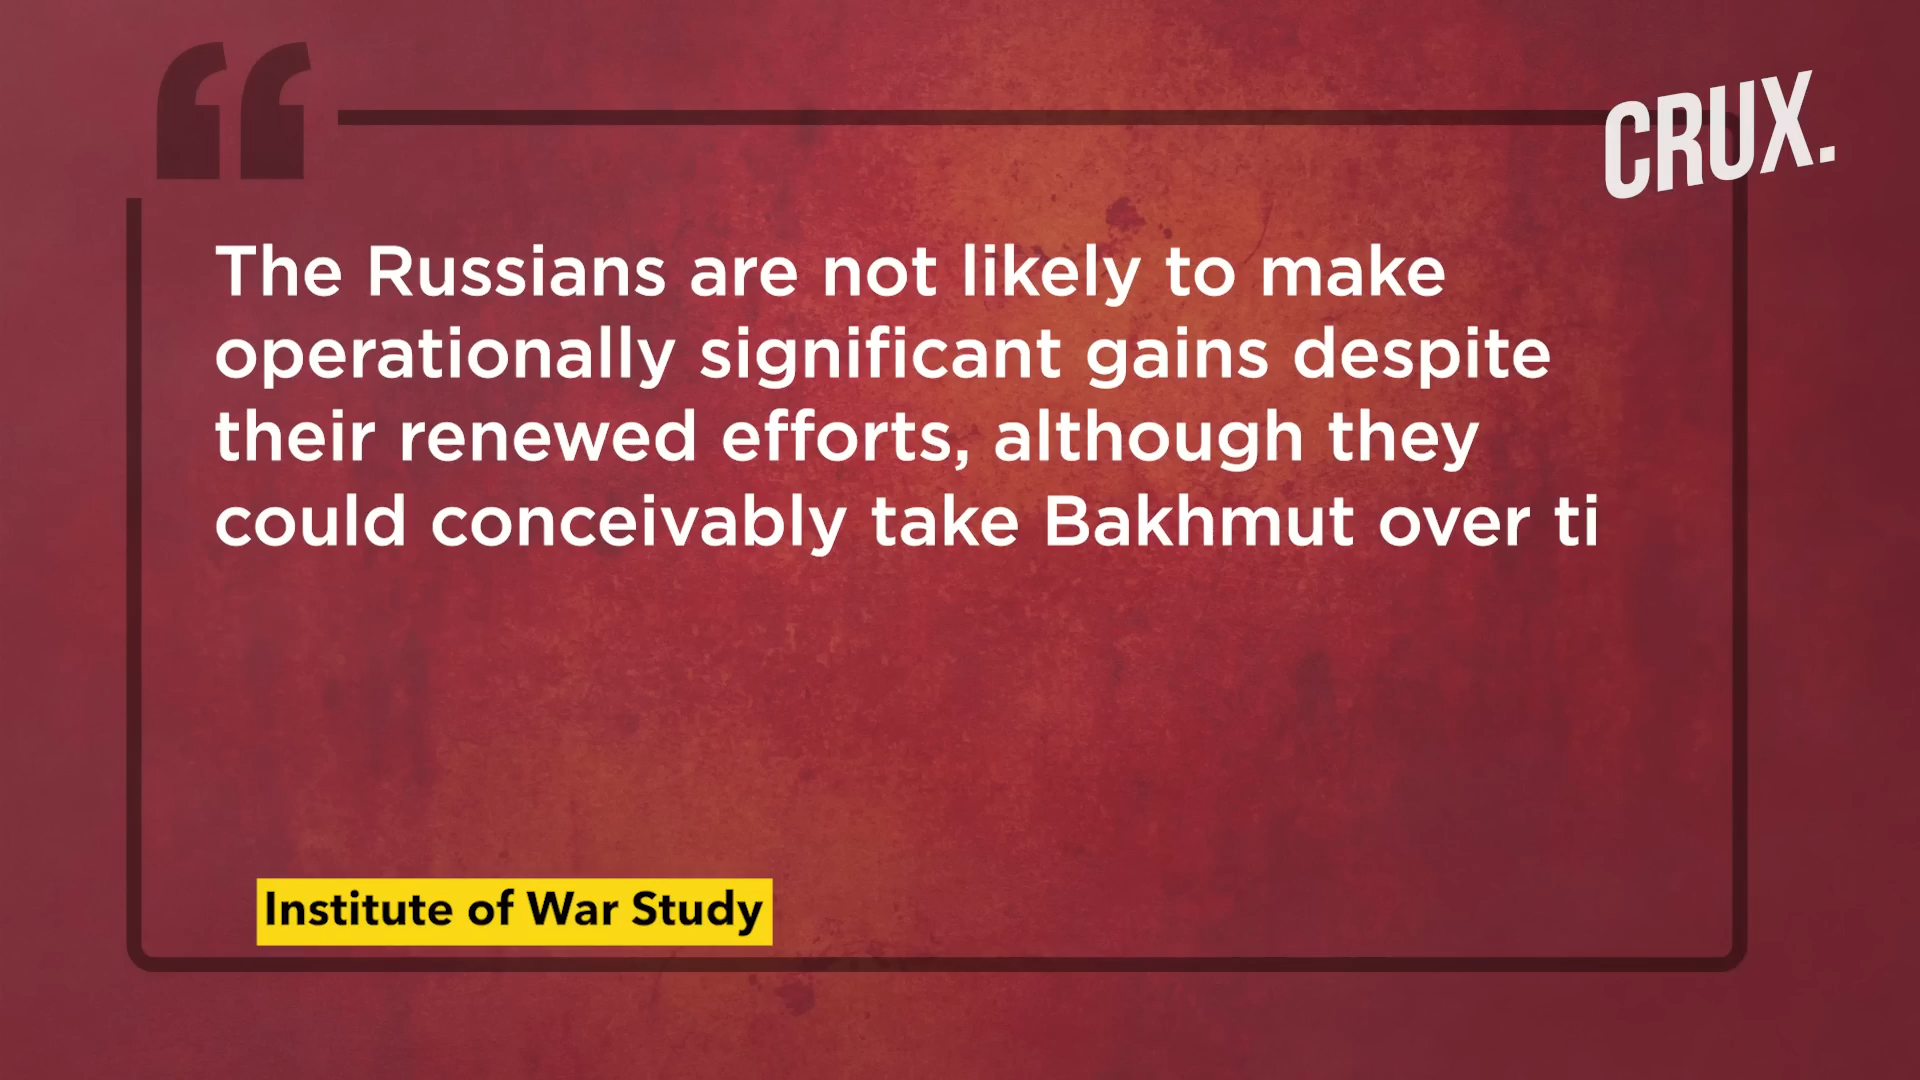 CRUX.
The Russians are not likely to make
operationally significant gains despite
their renewed efforts, although they
could conceivably take Bakhmut over ti
Institute of War Study